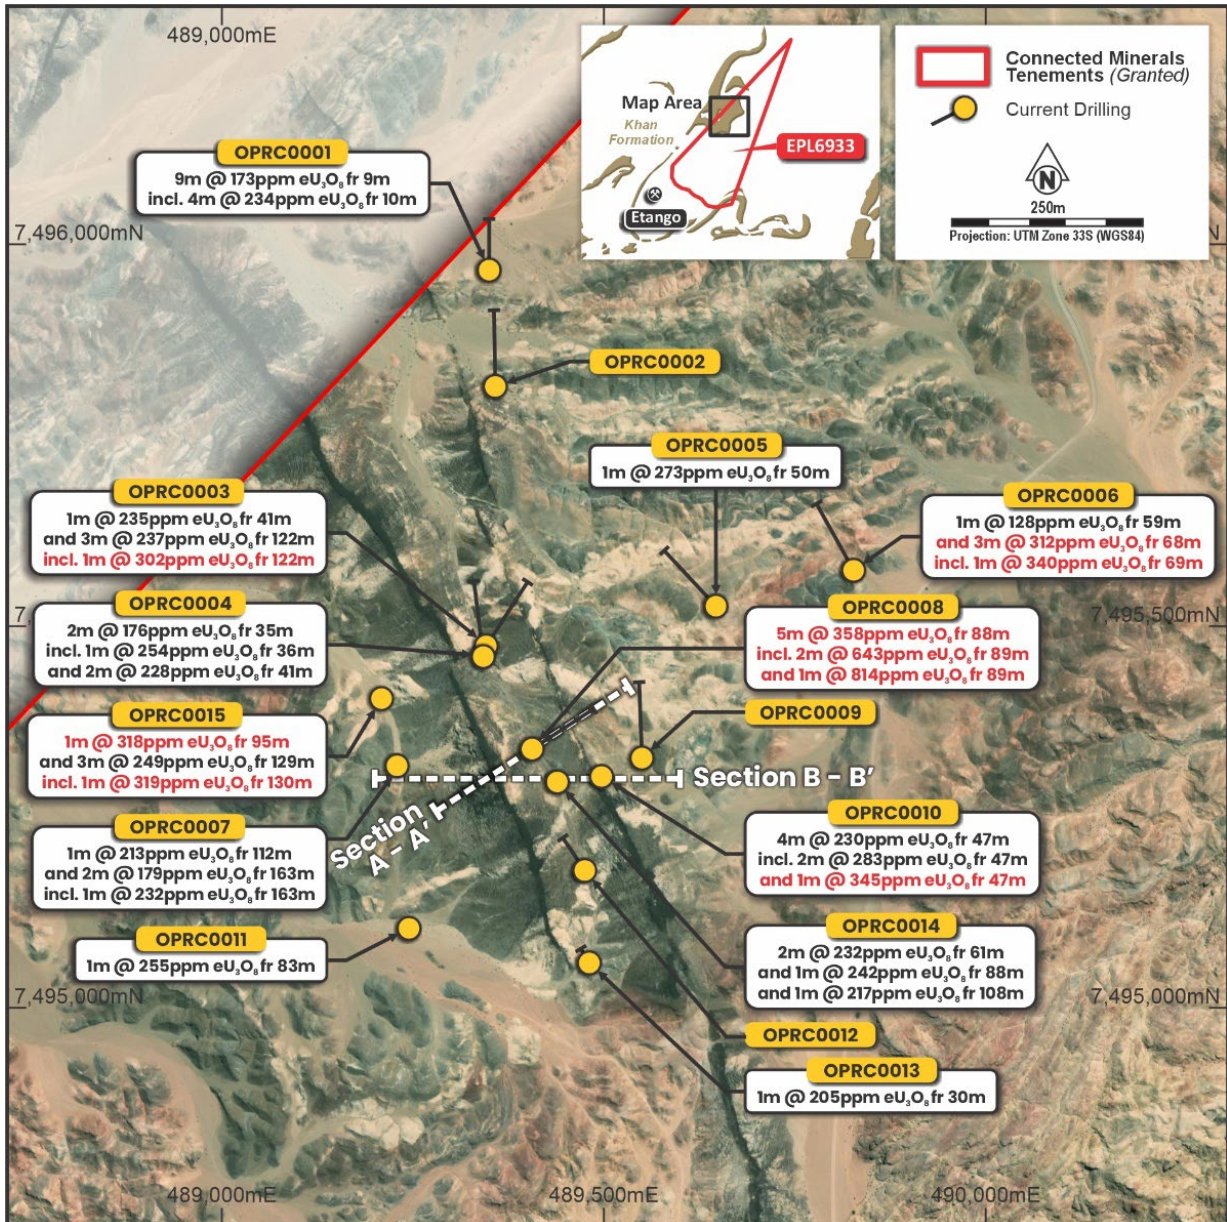 489,000mE
Map Area
Khan
Formation
EPL6933
Etango
Connected Minerals
Tenements (Granted)
Current Drilling
N
250m
Projection: UTM Zone 33S (WGS84)
OPRC0001
9m @ 173ppm eU₃O₈ fr 9m
incl. 4m @ 234ppm eU₃O₈ fr 10m
7,496,000mN
OPRC0002
OPRC0005
1m @ 273ppm eU₃O₈ fr 50m
OPRC0003
1m @ 235ppm eU₃O₈ fr 41m
and 3m @ 237ppm eU₃O₈ fr 122m
incl. 1m @ 302ppm eU₃O₈ fr 122m
OPRC0006
1m @ 128ppm eU₃O₈ fr 59m
and 3m @ 312ppm eU₃O₈ fr 68m
incl. 1m @ 340ppm eU₃O₈ fr 69m
OPRC0004
2m @ 176ppm eU₃O₈ fr 35m
incl. 1m @ 254ppm eU₃O₈ fr 36m
and 2m @ 228ppm eU₃O₈ fr 41m
7,495,500mN
OPRC0008
5m @ 358ppm eU₃O₈ fr 88m
incl. 2m @ 643ppm eU₃O₈ fr 89m
and 1m @ 814ppm eU₃O₈ fr 89m
OPRC0015
1m @ 318ppm eU₃O₈ fr 95m
and 3m @ 249ppm eU₃O₈ fr 129m
incl. 1m @ 319ppm eU₃O₈ fr 130m
OPRC0009
Section B - B'
Section
A - A'
OPRC0007
1m @ 213ppm eU₃O₈ fr 112m
and 2m @ 179ppm eU₃O₈ fr 163m
incl. 1m @ 232ppm eU₃O₈ fr 163m
OPRC0010
4m @ 230ppm eU₃O₈ fr 47m
incl. 2m @ 283ppm eU₃O₈ fr 47m
and 1m @ 345ppm eU₃O₈ fr 47m
OPRC0011
1m @ 255ppm eU₃O₈ fr 83m
OPRC0014
2m @ 232ppm eU₃O₈ fr 61m
and 1m @ 242ppm eU₃O₈ fr 88m
and 1m @ 217ppm eU₃O₈ fr 108m
7,495,000mN
7,495,000mN
OPRC0012
OPRC0013
1m @ 205ppm eU₃O₈ fr 30m
489,000mE
489,500mE
490,000mE